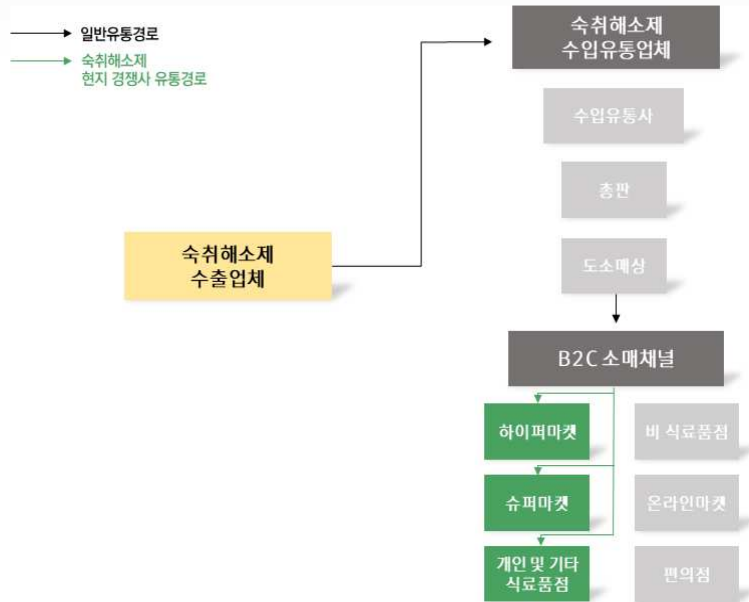 일반유통경로
숙취해소제
현지 경쟁사 유통경로
숙취해소제
수입유통업체
수입유통사
총판
도소매상
숙취해소제
수출업체
B2C 소매채널
하이퍼마켓
비 식료품점
슈퍼마켓
온라인마켓
개인 및 기타
식료품점
편의점